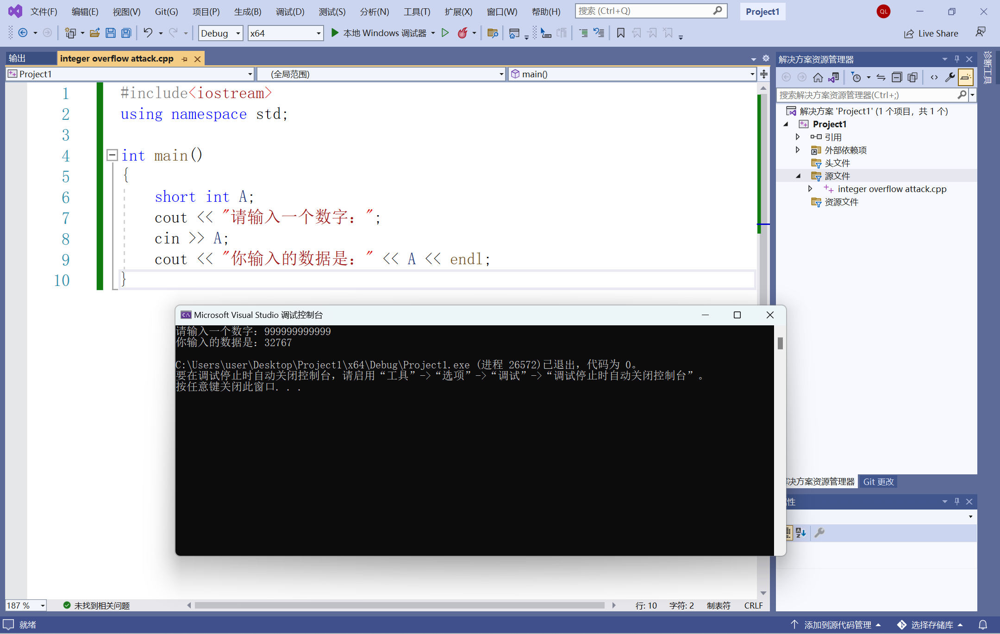 文件(F) 编辑(E) 视图(V) Git(G) 项目(P) 生成(B) 调试(D) 测试(S) 分析(N) 工具(T) 扩展(X) 窗口(W) 帮助(H) 搜索 (Ctrl+Q) Project1 QL
Debug x64 本地 Windows 调试器 Live Share
输出 integer overflow attack.cpp
Project1 (全局范围) main()
1 #include<iostream>
2 using namespace std;
3
4 int main()
5 {
6 short int A;
7 cout << "请输入一个数字：";
8 cin >> A;
9 cout << "你输入的数据是：" << A << endl;
10 }
Microsoft Visual Studio 调试控制台
请输入一个数字：999999999999
你输入的数据是：32767
C:\Users\user\Desktop\Project1\x64\Debug\Project1.exe (进程 26572)已退出，代码为 0。
要在调试停止时自动关闭控制台，请启用“工具”->“选项”->“调试”->“调试停止时自动关闭控制台”。
按任意键关闭此窗口. . .
解决方案资源管理器
搜索解决方案资源管理器(Ctrl+;)
解决方案 'Project1' (1 个项目，共 1 个)
Project1
引用
外部依赖项
头文件
源文件
integer overflow attack.cpp
资源文件
诊断工具
决方案资源管理器 Git 更改
性
187 % 未找到相关问题 行: 10 字符: 2 制表符 CRLF
就绪 添加到源代码管理 选择存储库